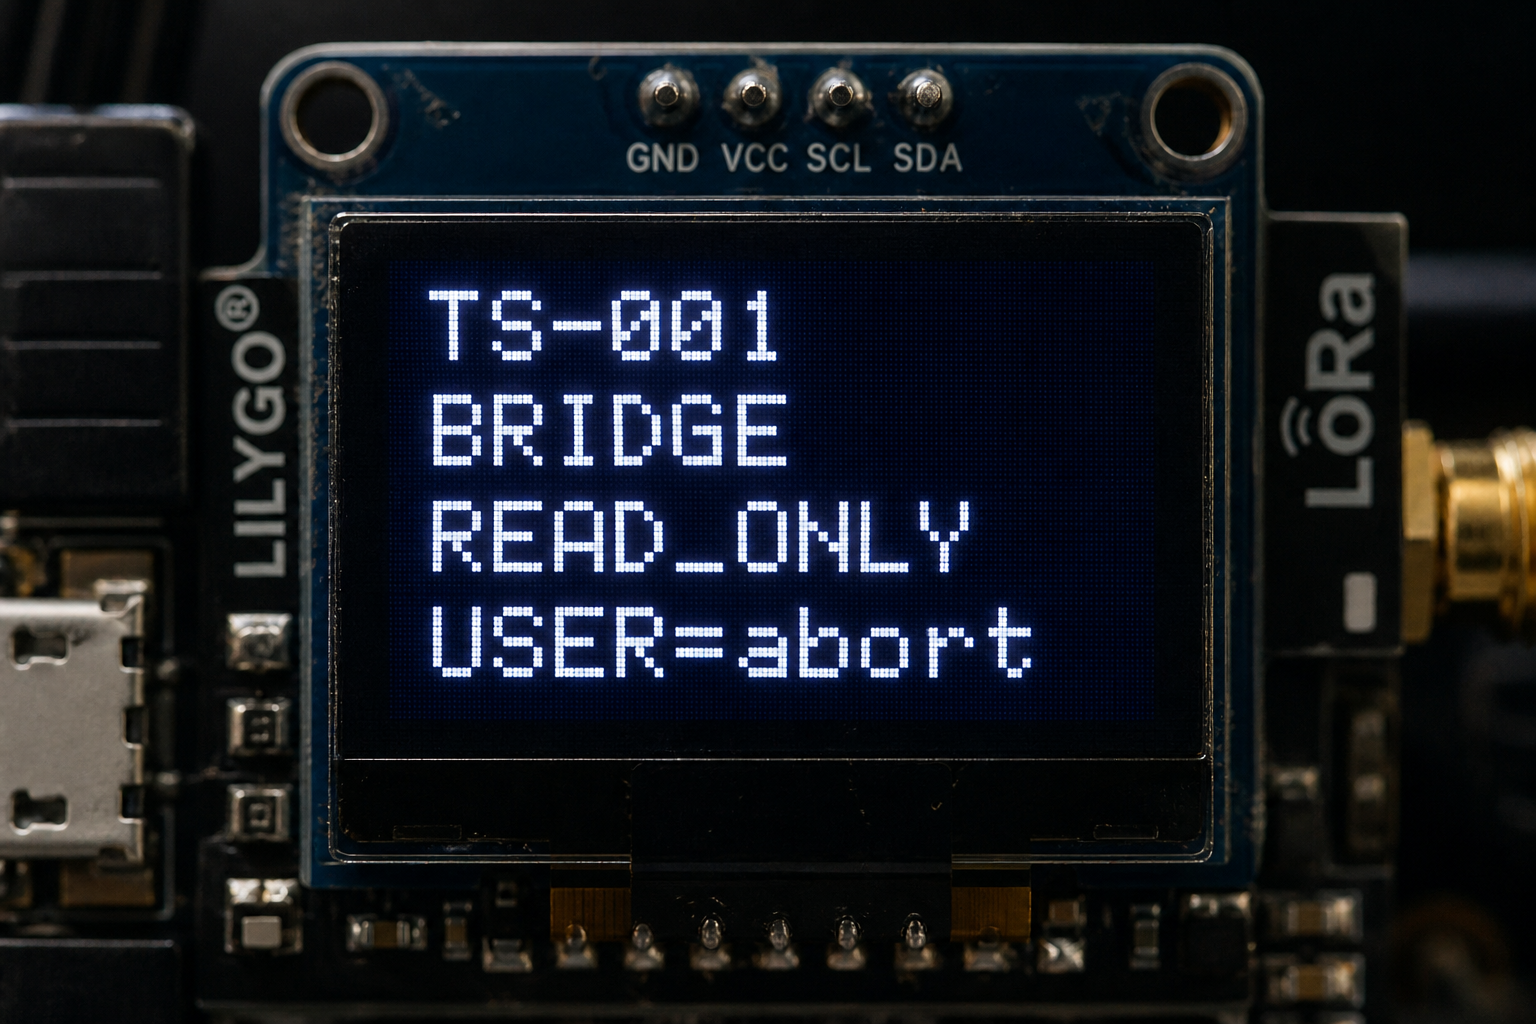 GND VCC SCL SDA
TS-001
BRIDGE
READ_ONLY
USER=abort
LILYGO®
LoRa